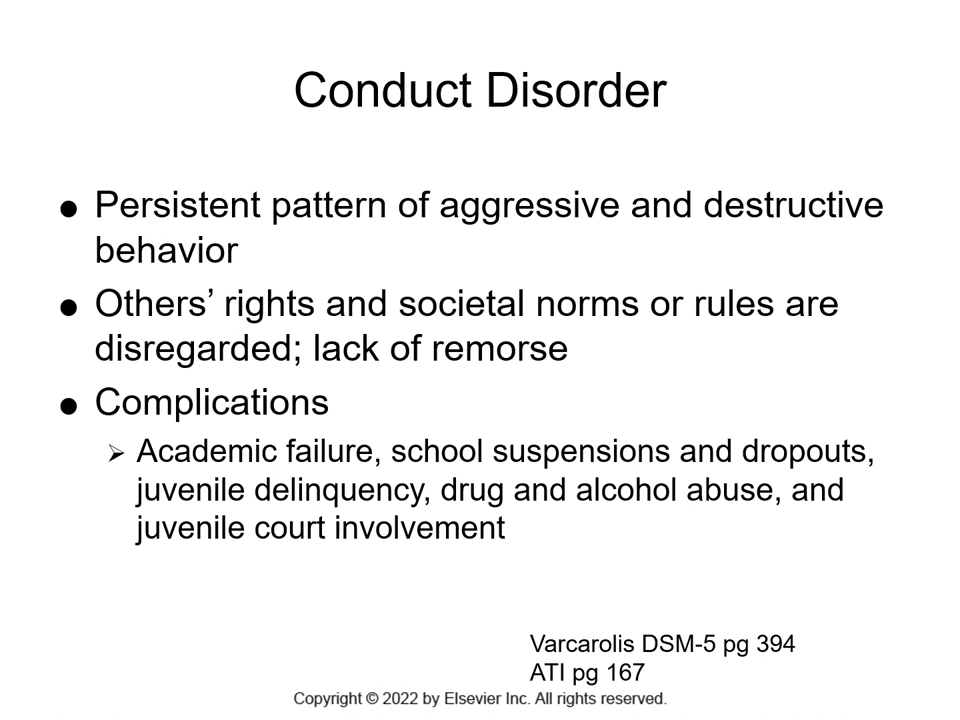 Conduct Disorder
● Persistent pattern of aggressive and destructive
behavior
● Others’ rights and societal norms or rules are
disregarded; lack of remorse
● Complications
➢ Academic failure, school suspensions and dropouts,
juvenile delinquency, drug and alcohol abuse, and
juvenile court involvement
Varcarolis DSM-5 pg 394
ATI pg 167
Copyright © 2022 by Elsevier Inc. All rights reserved.